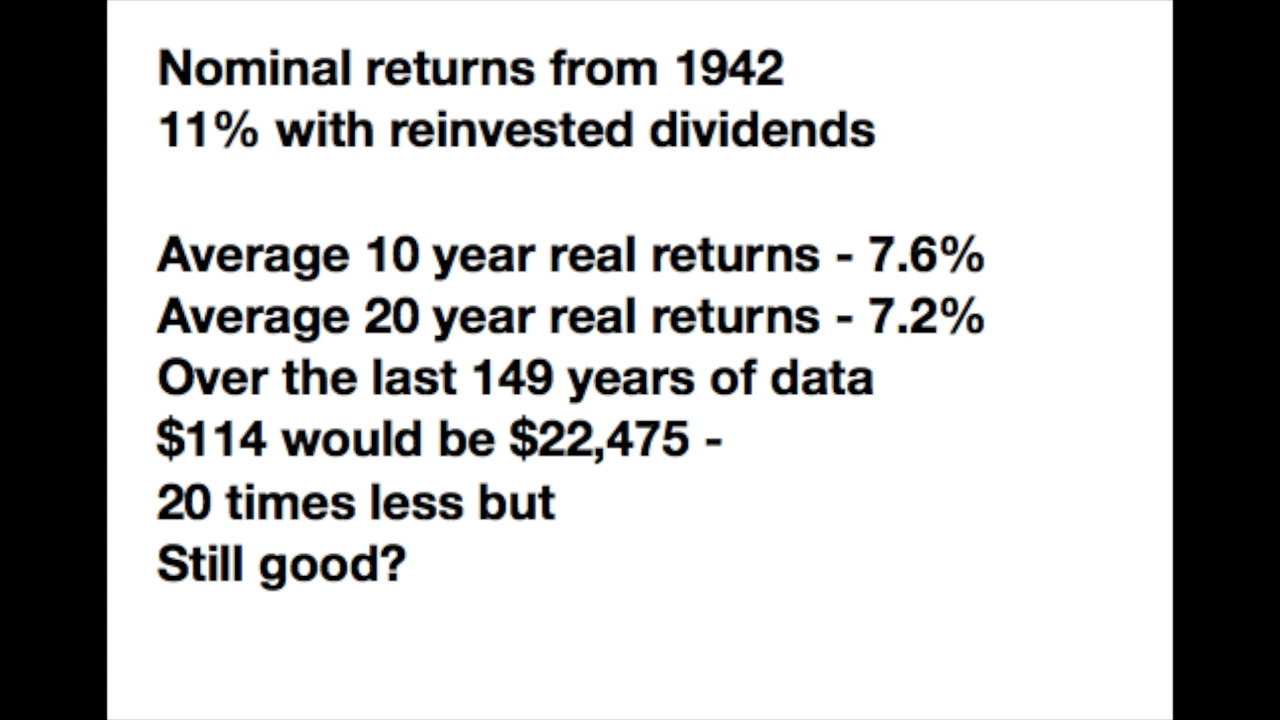 Nominal returns from 1942
11% with reinvested dividends
Average 10 year real returns - 7.6%
Average 20 year real returns - 7.2%
Over the last 149 years of data
$114 would be $22,475 -
20 times less but
Still good?